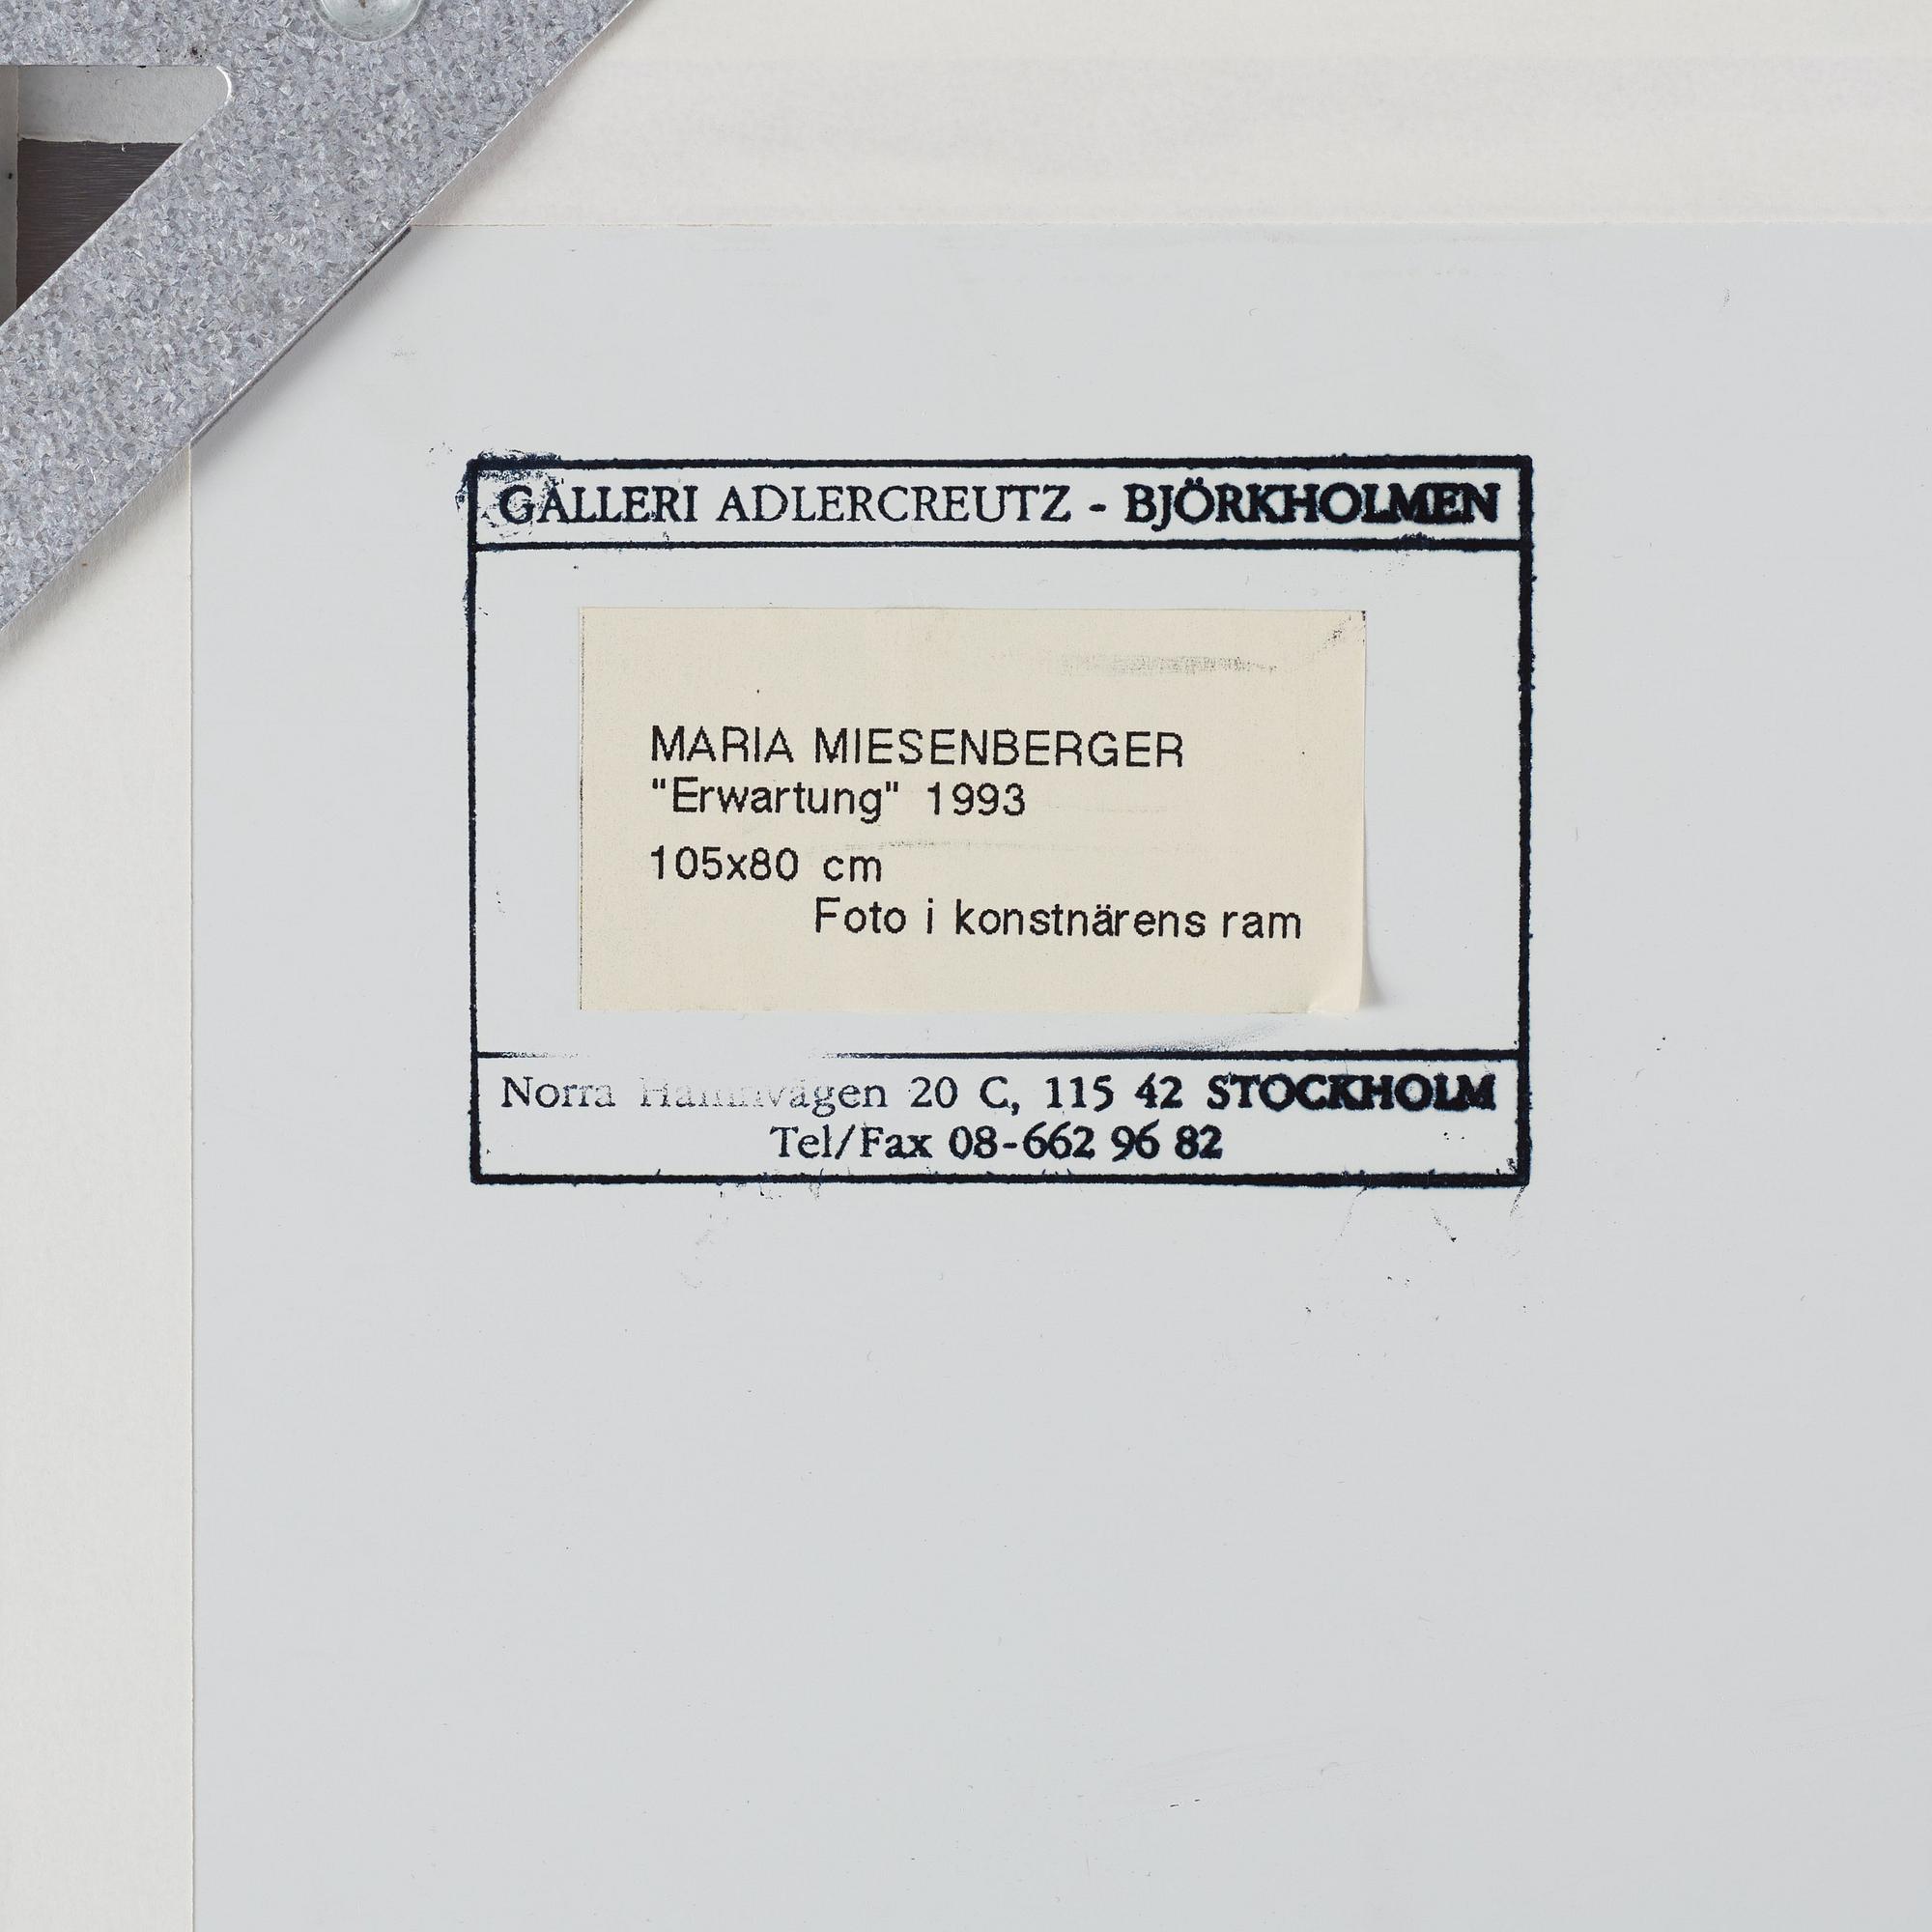 GALLERI ADLERCREUTZ - BJÖRKHOLMEN
MARIA MIESENBERGER
"Erwartung" 1993
105x80 cm
Foto i konstnärens ram
Norra Hamnvägen 20 C, 115 42 STOCKHOLM
Tel/Fax 08-662 96 82